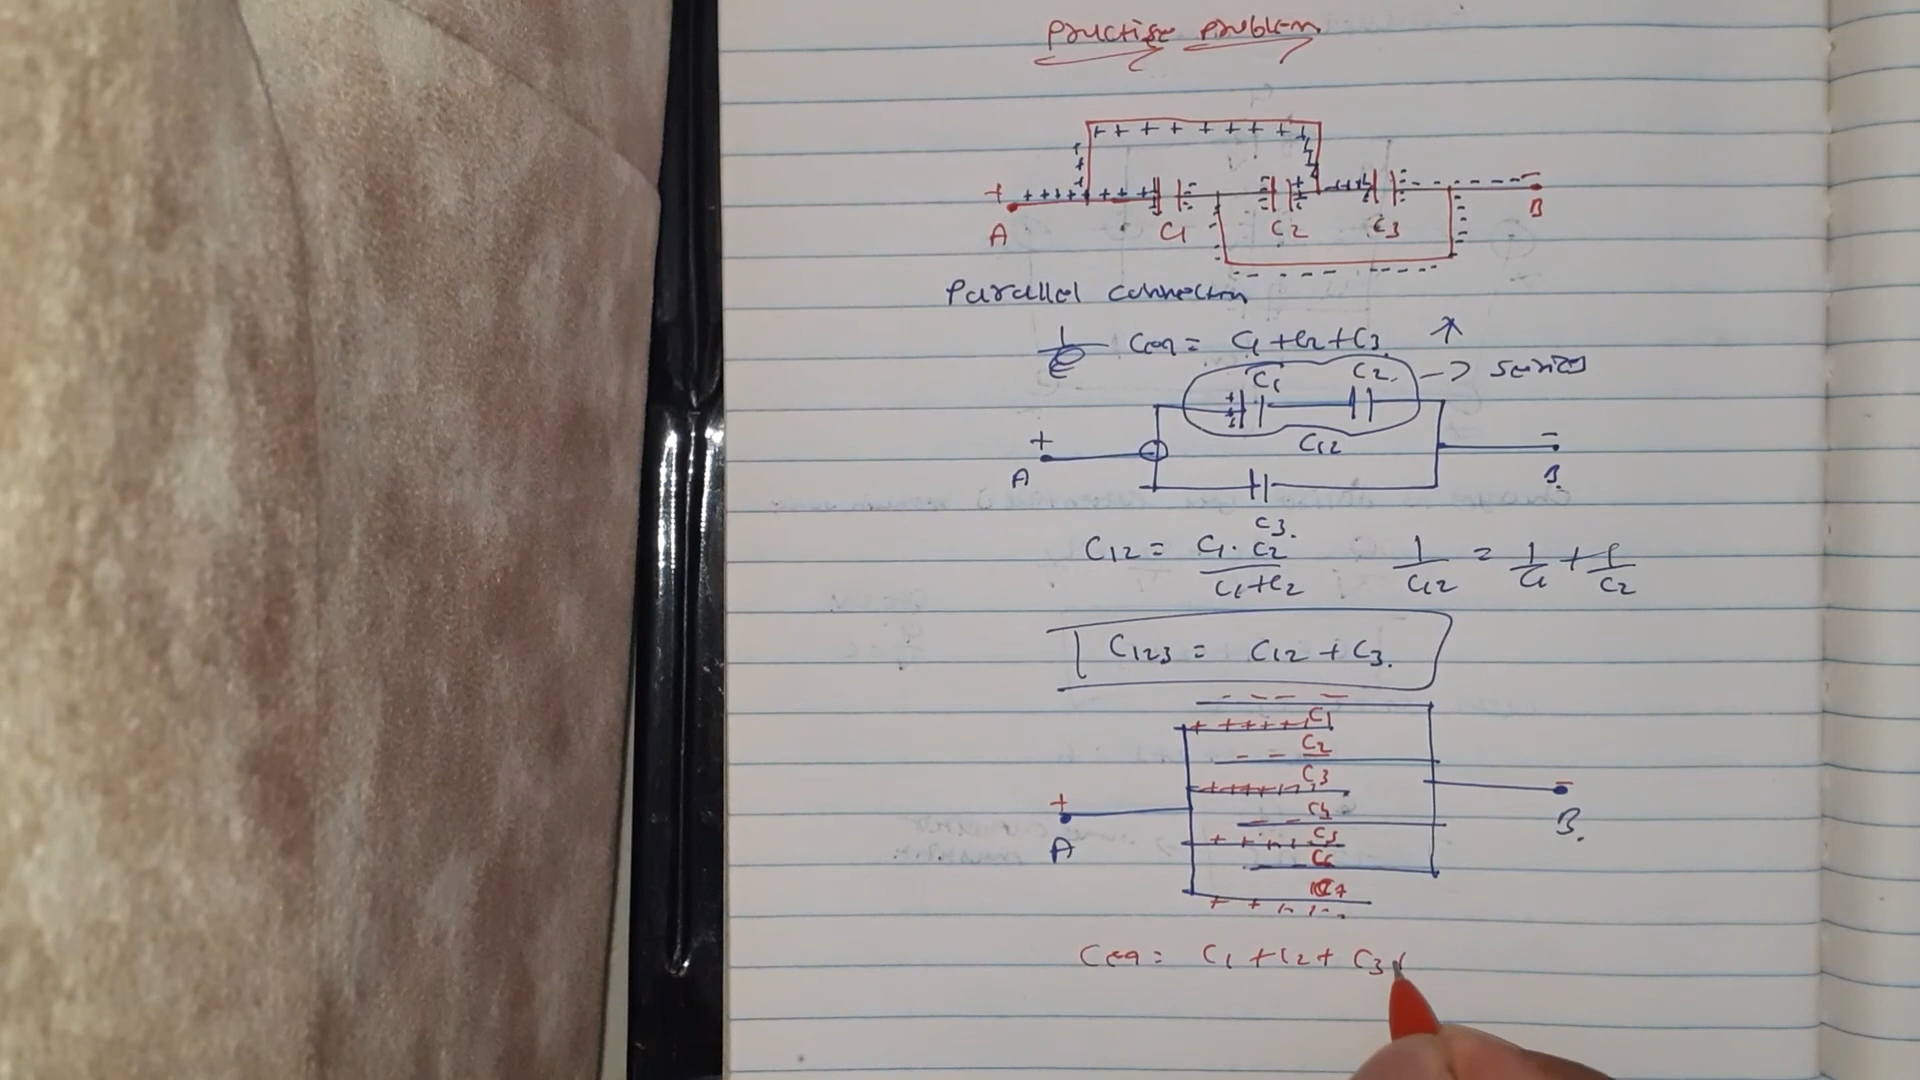 Practise Problem
+ + + + + + + +
+ + + + + + + + + - - - - - - - -
A C1 C2 C3 B
- - - - - - -
Parallel connection
Ceq = C1 + C2 + C3
C1 C2 -> series
+ C12 -
A B.
C3.
C12 = C1 . C2 / C1 + C2 1/C12 = 1/C1 + 1/C2
C123 = C12 + C3.
- - - -
+ + + + + C1
- - C2
C3
+ - - C4 -
A + + C5 B.
- - C6
C7
+ +
Ceq = C1 + C2 + C3